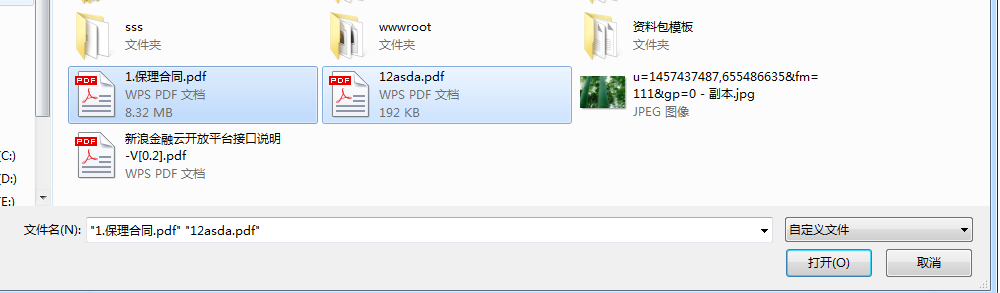 sss
文件夹
wwwroot
文件夹
资料包模板
文件夹
PDF
1.保理合同.pdf
WPS PDF 文档
8.32 MB
PDF
12asda.pdf
WPS PDF 文档
192 KB
u=1457437487,655486635&fm=
111&gp=0 - 副本.jpg
JPEG 图像
PDF
新浪金融云开放平台接口说明
-V[0.2].pdf
WPS PDF 文档
(C:)
(D:)
(E:)
文件名(N):
"1.保理合同.pdf" "12asda.pdf"
自定义文件
打开(O)
取消